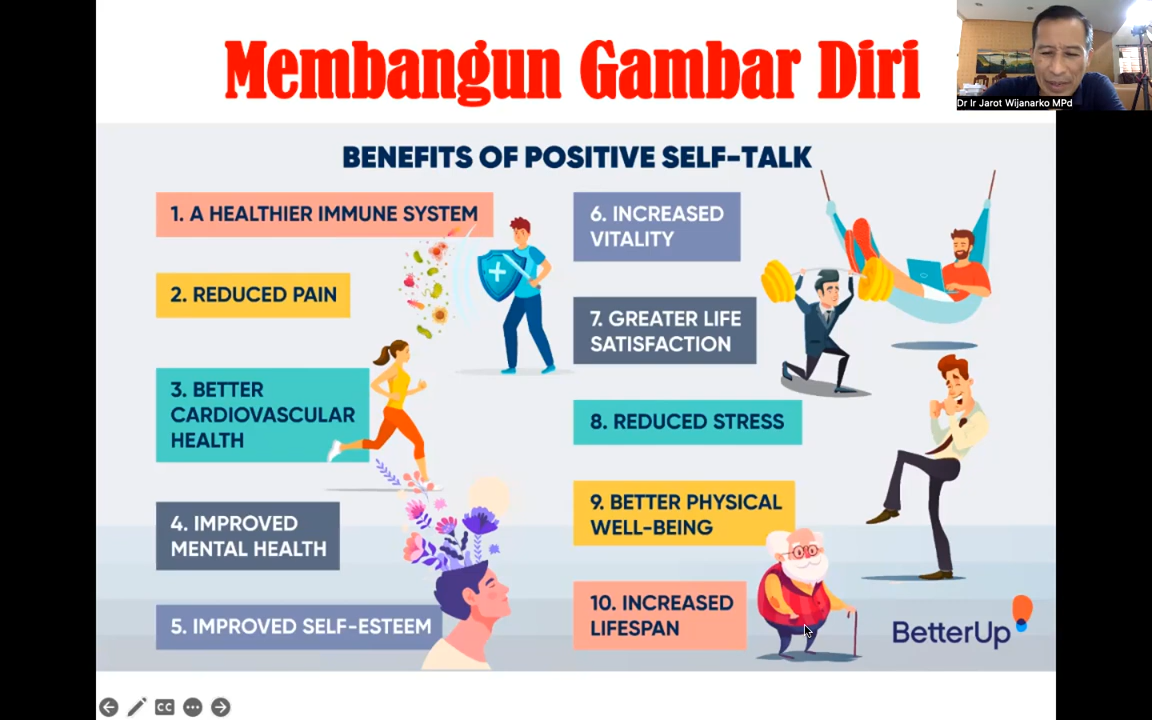 Membangun Gambar Diri
Dr Ir Jarot Wijanarko MPd
BENEFITS OF POSITIVE SELF-TALK
1. A HEALTHIER IMMUNE SYSTEM
2. REDUCED PAIN
3. BETTER
CARDIOVASCULAR
HEALTH
4. IMPROVED
MENTAL HEALTH
5. IMPROVED SELF-ESTEEM
6. INCREASED
VITALITY
7. GREATER LIFE
SATISFACTION
8. REDUCED STRESS
9. BETTER PHYSICAL
WELL-BEING
10. INCREASED
LIFESPAN
BetterUp
CC